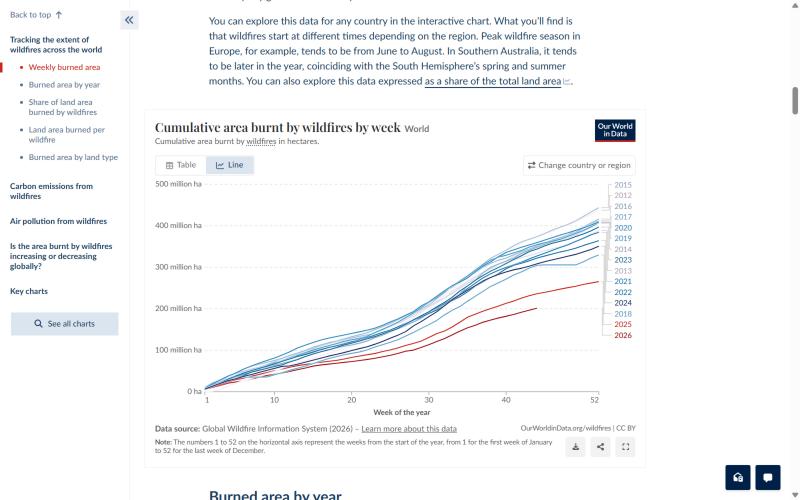 Back to top ↑
Tracking the extent of
wildfires across the world
Weekly burned area
Burned area by year
Share of land area
burned by wildfires
Land area burned per
wildfire
Burned area by land type
Carbon emissions from
wildfires
Air pollution from wildfires
Is the area burnt by wildfires
increasing or decreasing
globally?
Key charts
See all charts
You can explore this data for any country in the interactive chart. What you'll find is
that wildfires start at different times depending on the region. Peak wildfire season in
Europe, for example, tends to be from June to August. In Southern Australia, it tends
to be later in the year, coinciding with the South Hemisphere's spring and summer
months. You can also explore this data expressed as a share of the total land area.
Cumulative area burnt by wildfires by week World
Cumulative area burnt by wildfires in hectares.
Our World
in Data
Table
Line
Change country or region
500 million ha
400 million ha
300 million ha
200 million ha
100 million ha
0 ha
2015
2012
2016
2017
2020
2019
2014
2023
2013
2021
2022
2024
2018
2025
2026
1 10 20 30 40 52
Week of the year
Data source: Global Wildfire Information System (2026) – Learn more about this data
OurWorldinData.org/wildfires | CC BY
Note: The numbers 1 to 52 on the horizontal axis represent the weeks from the start of the year, from 1 for the first week of January
to 52 for the last week of December.
Burned area by year